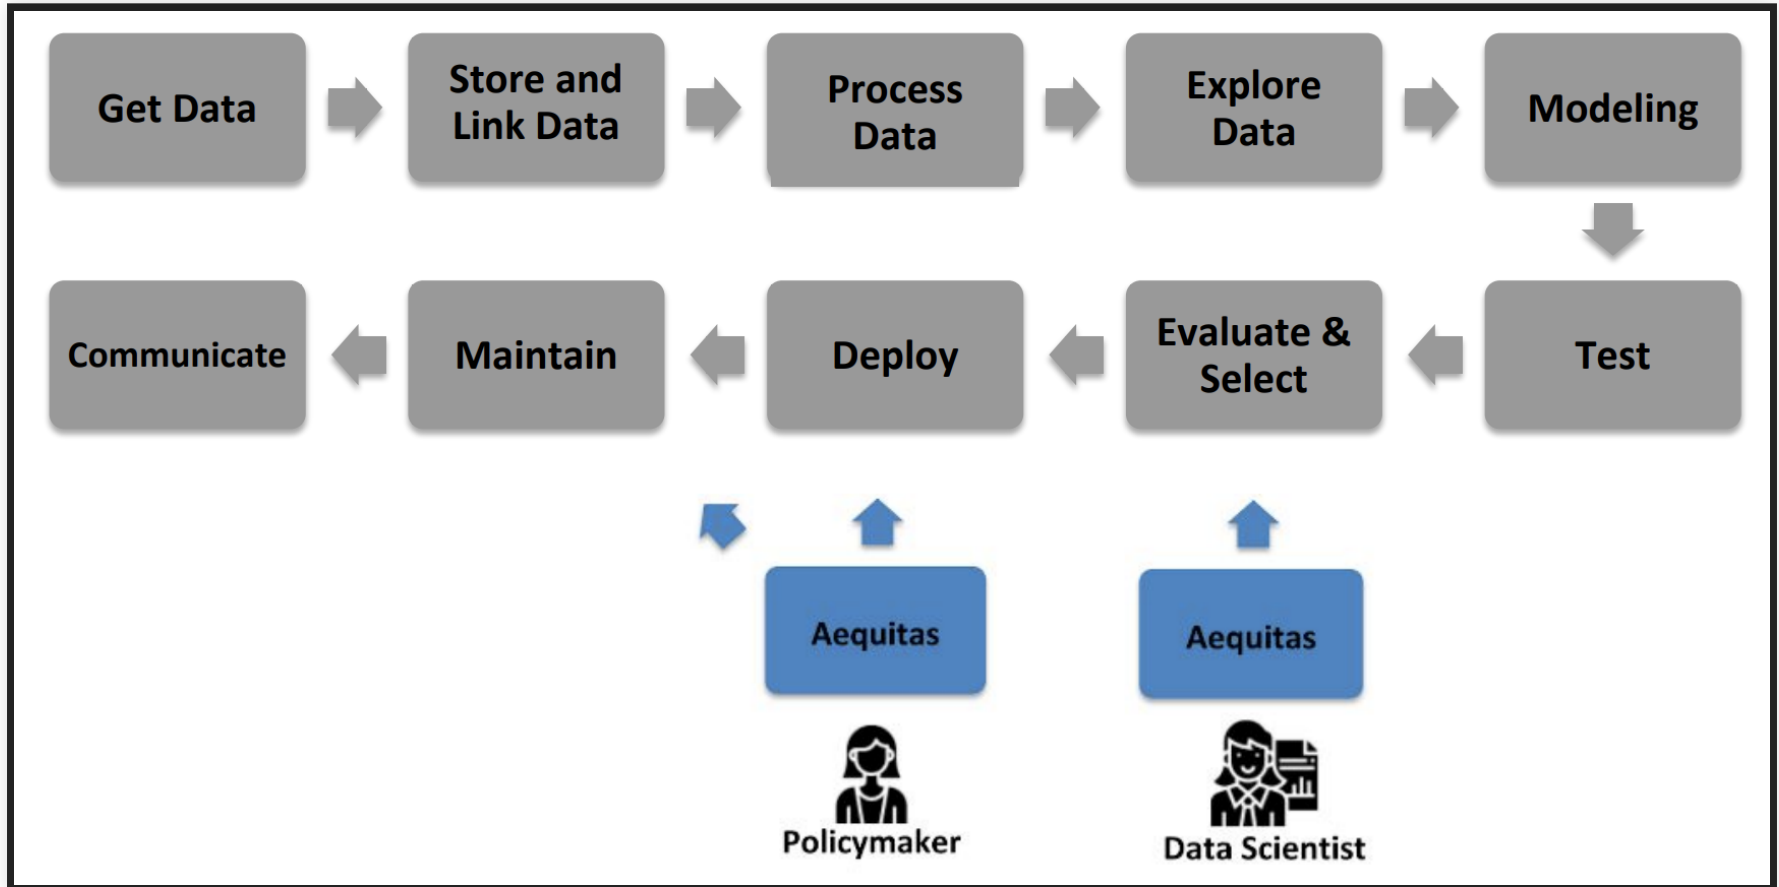 Get Data
Store and
Link Data
Process
Data
Explore
Data
Modeling
Communicate
Maintain
Deploy
Evaluate &
Select
Test
Aequitas
Aequitas
Policymaker
Data Scientist